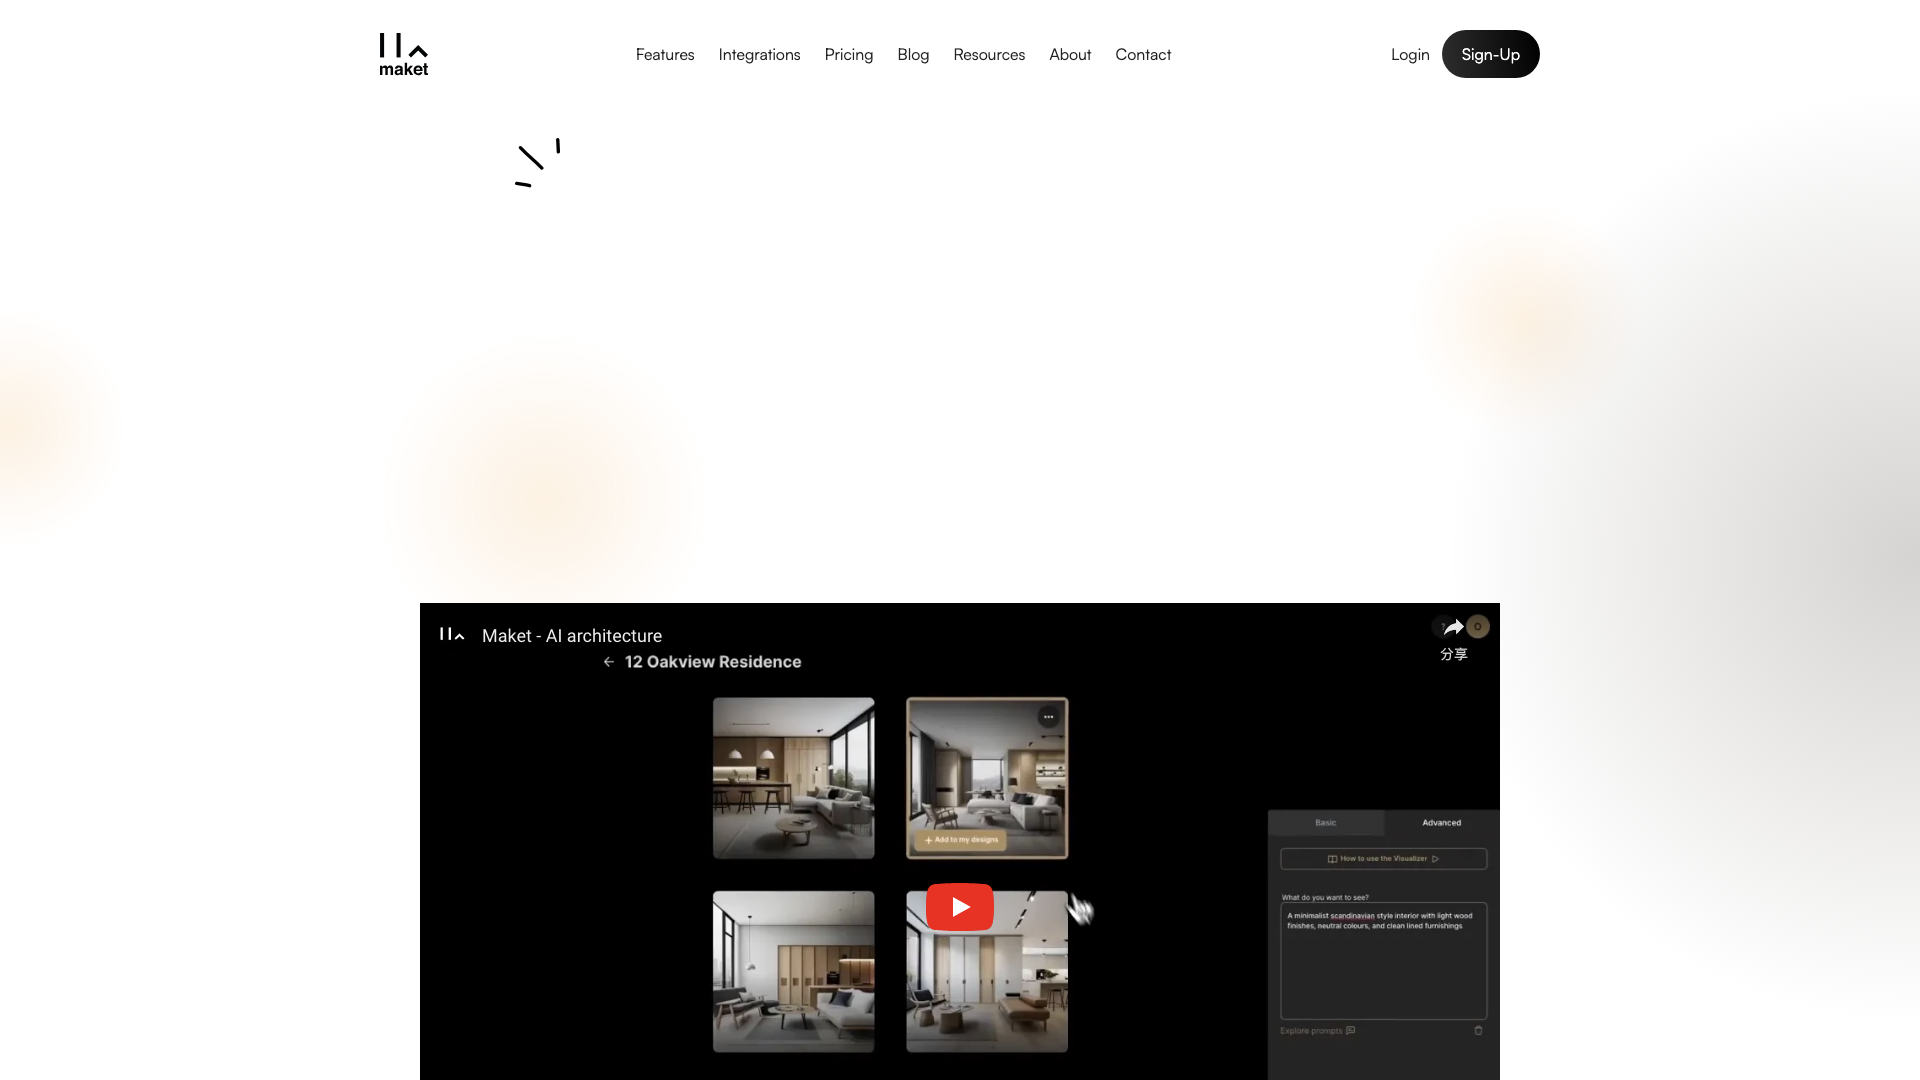 maket
Features Integrations Pricing Blog Resources About Contact
Login Sign-Up
Maket - AI architecture
分享
12 Oakview Residence
Add to my designs
Basic Advanced
How to use the Visualizer
What do you want to see?
A minimalist scandinavian style interior with light wood
finishes, neutral colours, and clean lined furnishings
Explore prompts